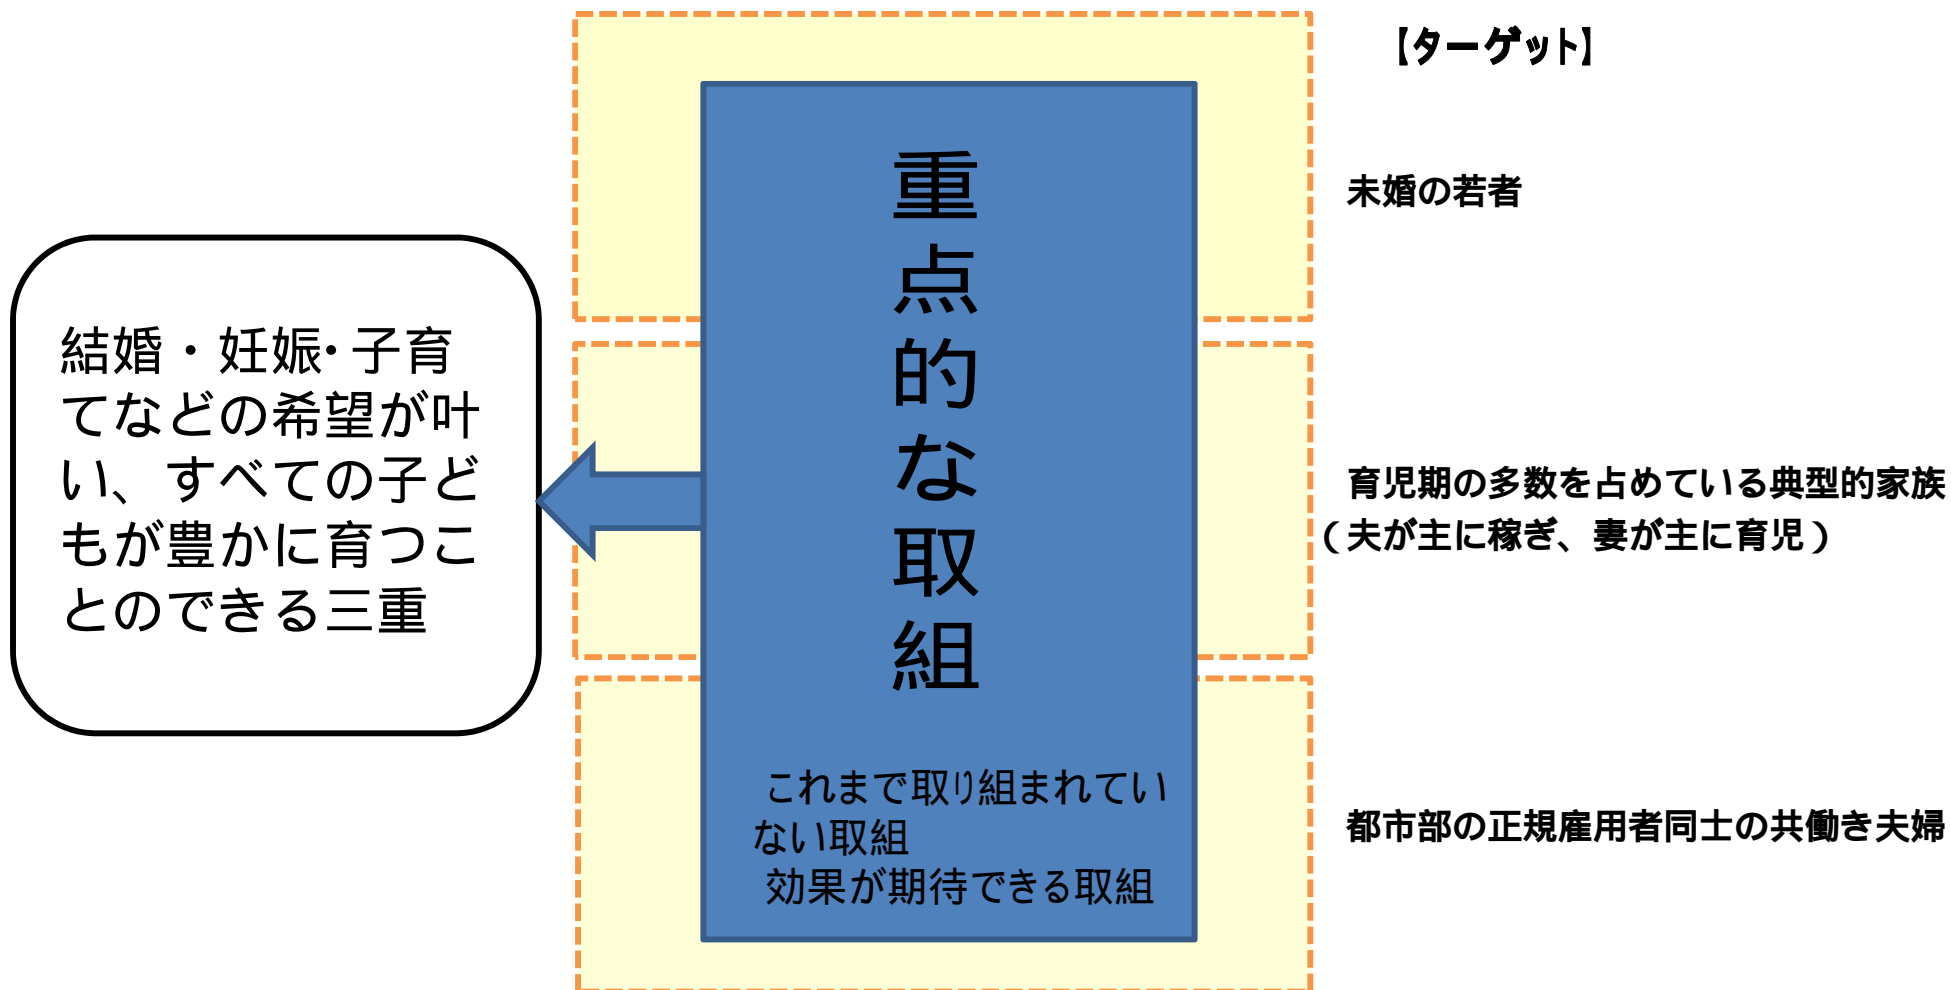 【ターゲット】
未婚の若者
重点的な取組
結婚・妊娠・子育
てなどの希望が叶
い、すべての子ど
もが豊かに育つこ
とのできる三重
育児期の多数を占めている典型的家族
（夫が主に稼ぎ、妻が主に育児）
これまで取り組まれてい
ない取組
効果が期待できる取組
都市部の正規雇用者同士の共働き夫婦